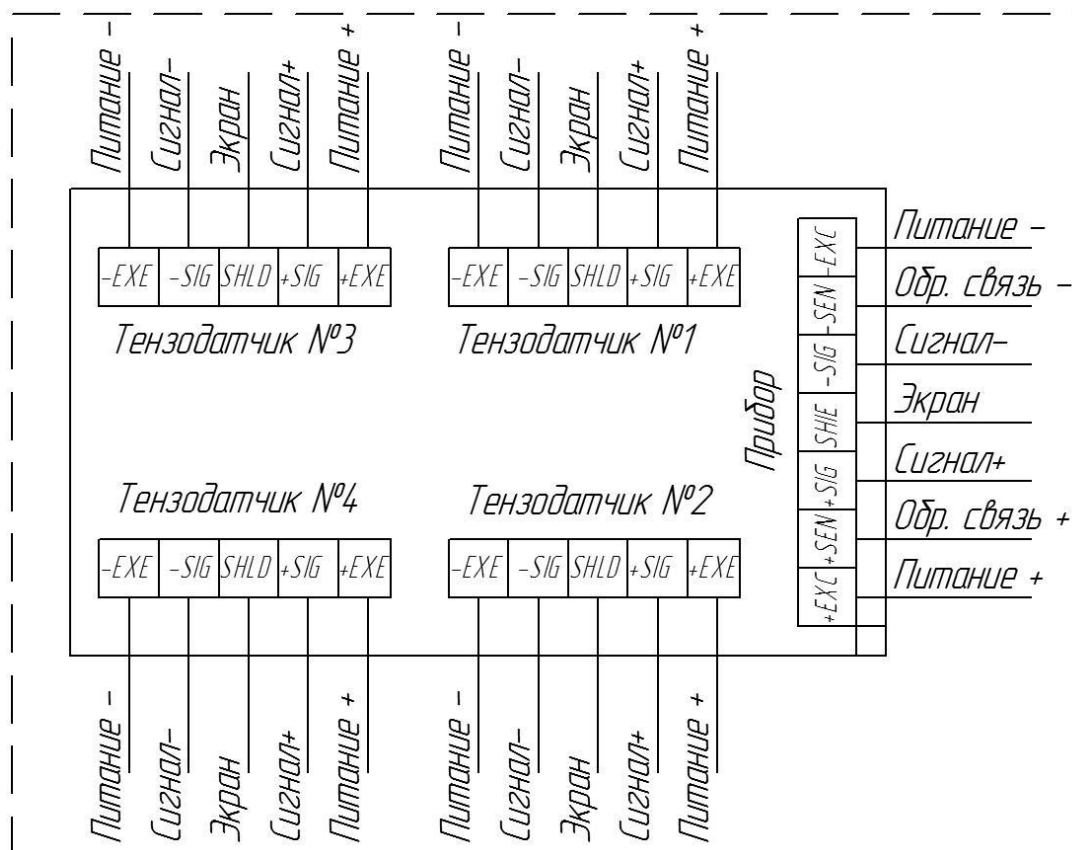 Питание -
Сигнал-
Экран
Сигнал+
Питание +
Питание -
Сигнал-
Экран
Сигнал+
Питание +
-EXE -SIG SHLD +SIG +EXE
-EXE -SIG SHLD +SIG +EXE
Тензодатчик №3
Тензодатчик №1
Прибор
-EXC
-SEN
-SIG
SHIE
+SIG
+SEN
+EXC
Питание -
Обр. связь -
Сигнал-
Экран
Сигнал+
Обр. связь +
Питание +
Тензодатчик №4
Тензодатчик №2
-EXE -SIG SHLD +SIG +EXE
-EXE -SIG SHLD +SIG +EXE
Питание -
Сигнал-
Экран
Сигнал+
Питание +
Питание -
Сигнал-
Экран
Сигнал+
Питание +